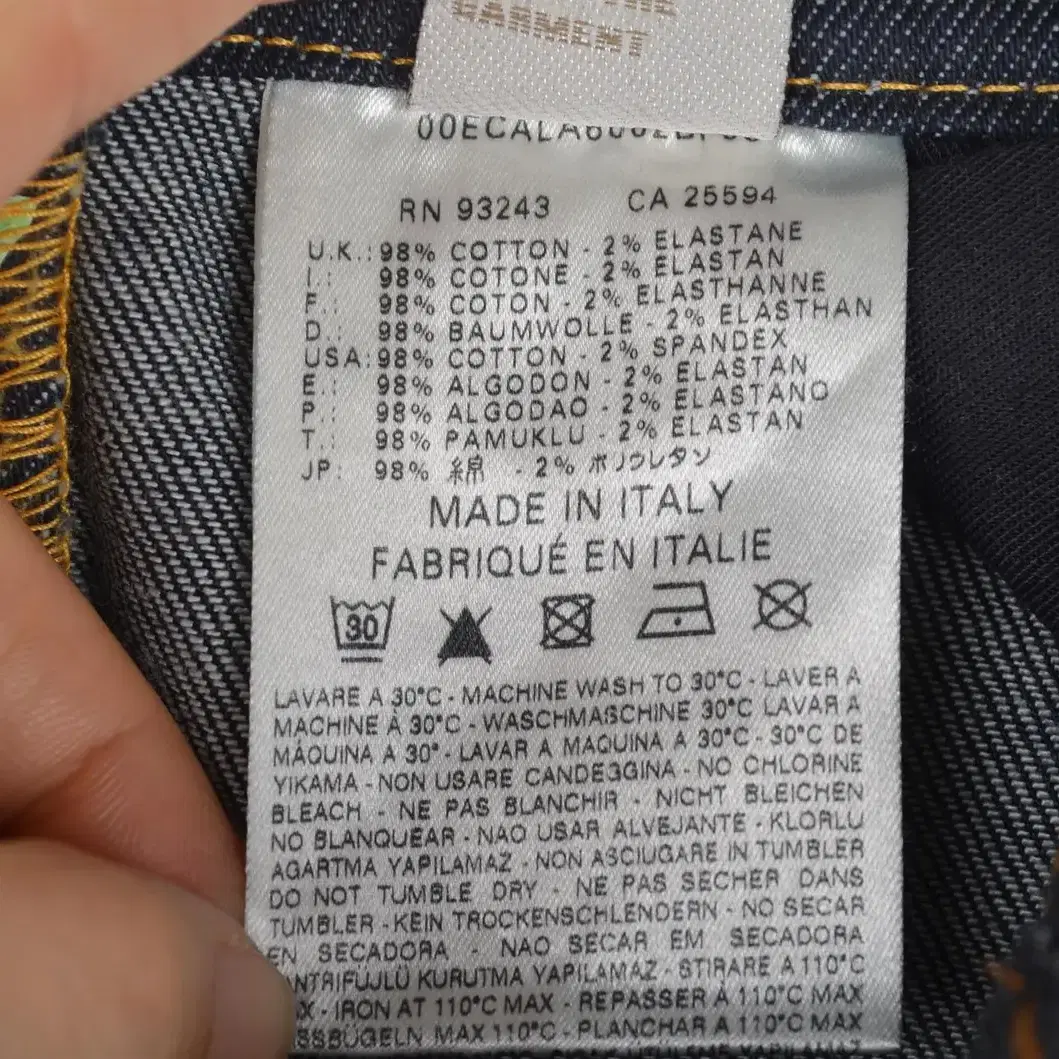 GARMENT
RN 93243 CA 25594
U.K.: 98% COTTON - 2% ELASTANE
I.: 98% COTONE - 2% ELASTAN
F.: 98% COTON - 2% ELASTHANNE
D.: 98% BAUMWOLLE - 2% ELASTHAN
USA: 98% COTTON - 2% SPANDEX
E.: 98% ALGODON - 2% ELASTAN
P.: 98% ALGODAO - 2% ELASTANO
T.: 98% PAMUKLU - 2% ELASTAN
JP: 98% 綿 - 2% ポリウレタン
MADE IN ITALY
FABRIQUÉ EN ITALIE
30
LAVARE A 30°C - MACHINE WASH TO 30°C - LAVER A
MACHINE À 30°C - WASCHMASCHINE 30°C LAVAR A
MÁQUINA A 30° - LAVAR A MAQUINA A 30°C - 30°C DE
YIKAMA - NON USARE CANDEGGINA - NO CHLORINE
BLEACH - NE PAS BLANCHIR - NICHT BLEICHEN
NO BLANQUEAR - NAO USAR ALVEJANTE - KLORLU
AGARTMA YAPILAMAZ - NON ASCIUGARE IN TUMBLER
DO NOT TUMBLE DRY - NE PAS SECHER DANS
TUMBLER - KEIN TROCKENSCHLENDERN - NO SECAR
EN SECADORA - NAO SECAR EM SECADORA
KURUTMA YAPILAMAZ - STIRARE A 110°C
- IRON AT 110°C MAX - REPASSER À 110°C MAX
MAX 110°C - PLANCHAR A 110°C MAX